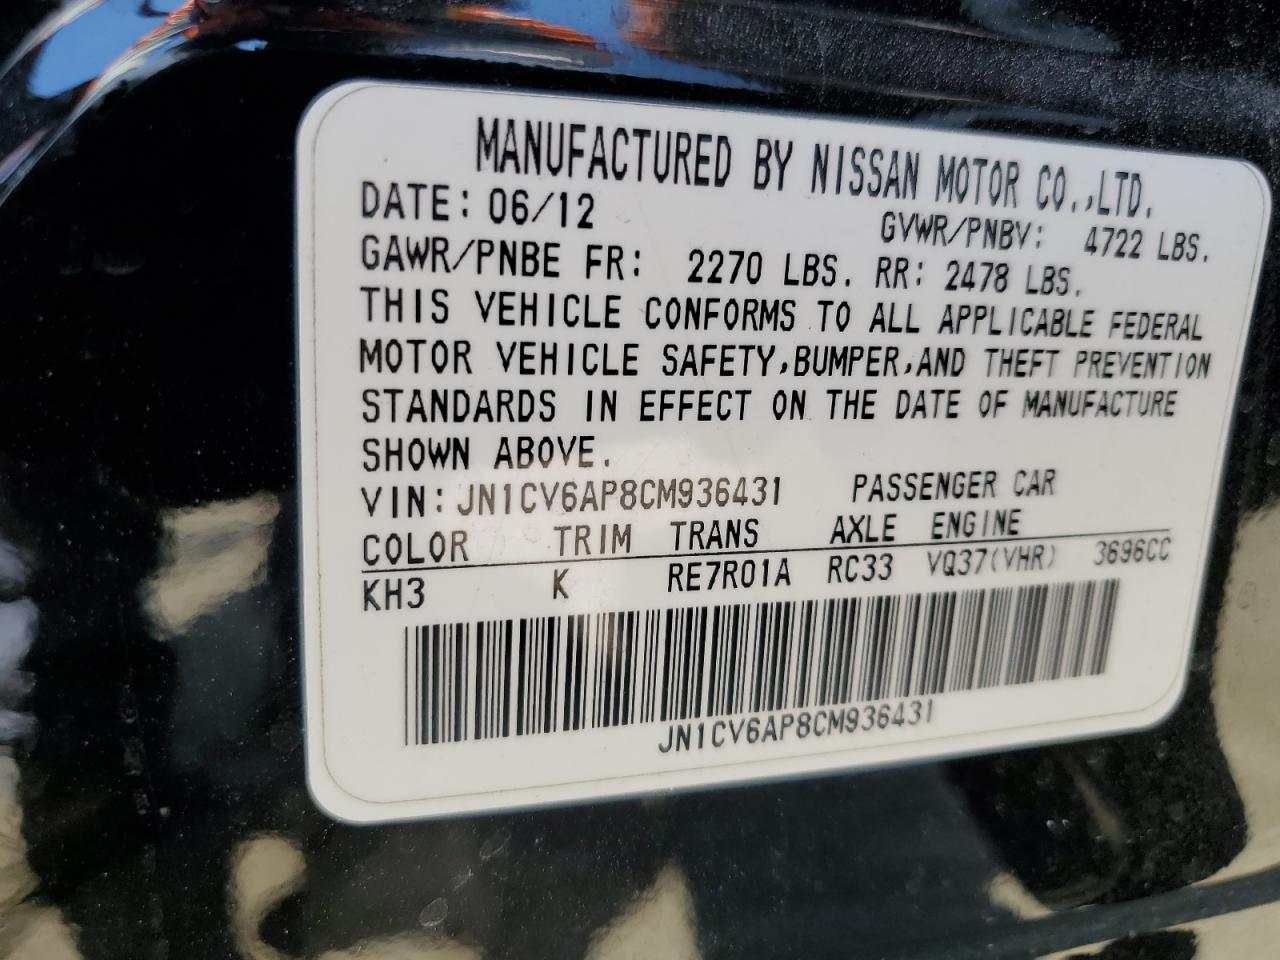 MANUFACTURED BY NISSAN MOTOR CO.,LTD.
DATE: 06/12 GVWR/PNBV: 4722 LBS.
GAWR/PNBE FR: 2270 LBS. RR: 2478 LBS.
THIS VEHICLE CONFORMS TO ALL APPLICABLE FEDERAL
MOTOR VEHICLE SAFETY,BUMPER,AND THEFT PREVENTION
STANDARDS IN EFFECT ON THE DATE OF MANUFACTURE
SHOWN ABOVE.
VIN: JN1CV6AP8CM936431 PASSENGER CAR
COLOR TRIM TRANS AXLE ENGINE
KH3 K RE7R01A RC33 VQ37(VHR) 3696CC
JN1CV6AP8CM936431